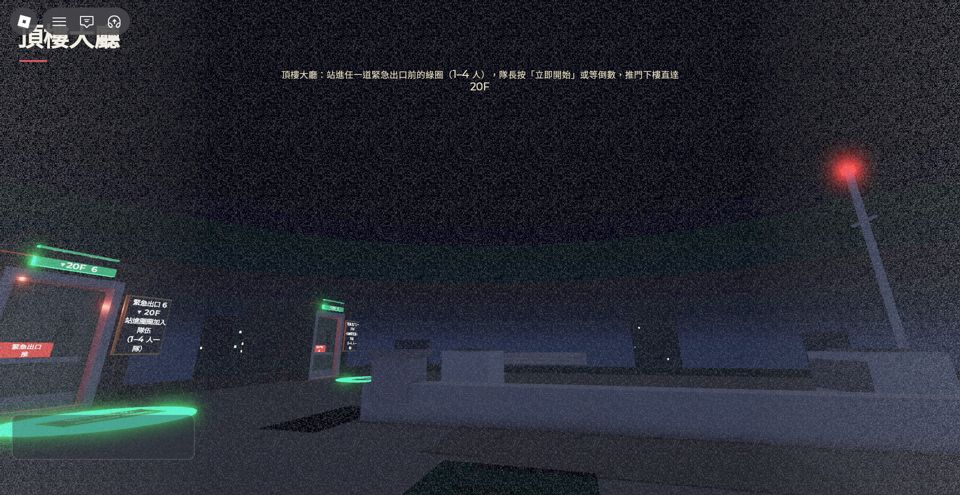 頂樓大廳
頂樓大廳：站進任一道緊急出口前的綠圈（1–4 人），隊長按「立即開始」或等倒數，推門下樓直達
20F
▼20F 6
緊急出口 6
▼ 20F
站進圈圈加入
隊伍
（1–4 人一
隊）
緊急出口
推